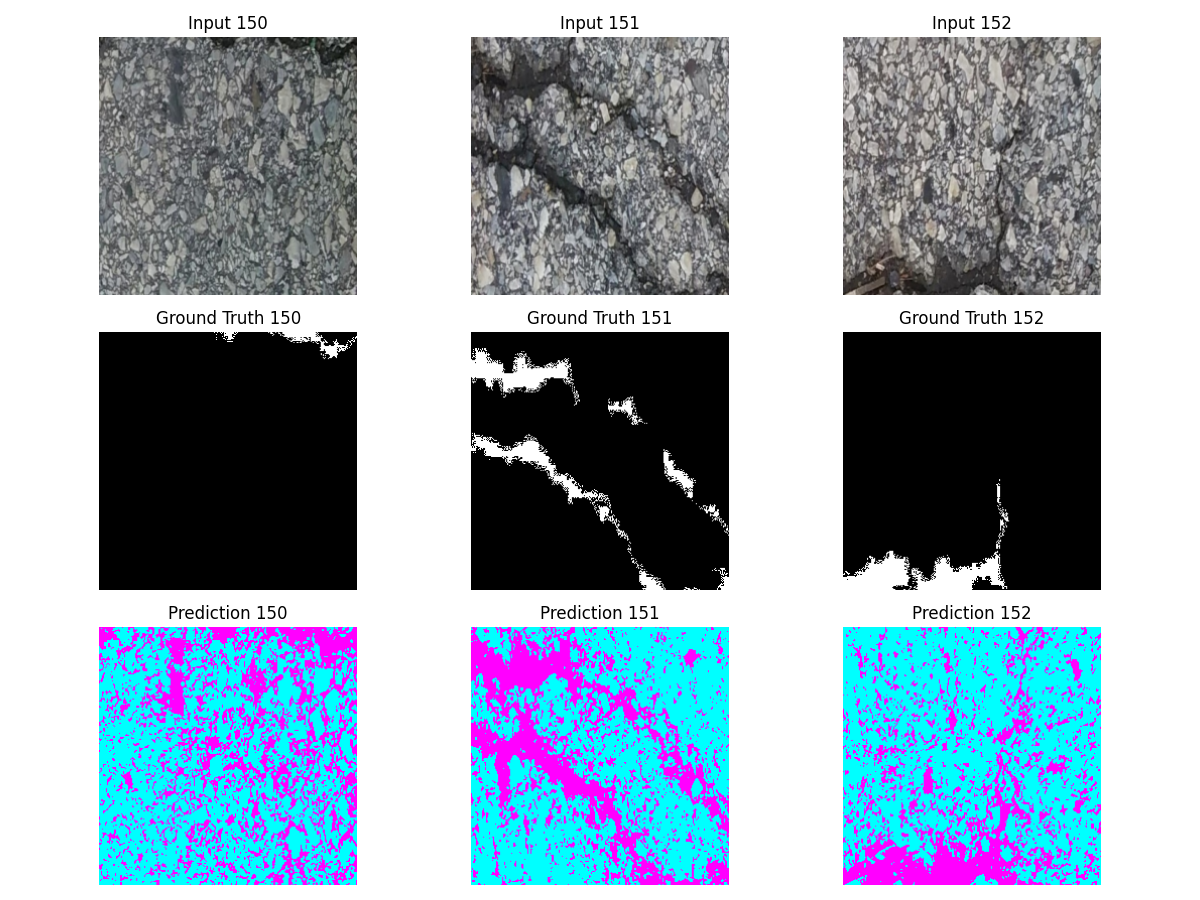 Input 150
Input 151
Input 152
Ground Truth 150
Ground Truth 151
Ground Truth 152
Prediction 150
Prediction 151
Prediction 152